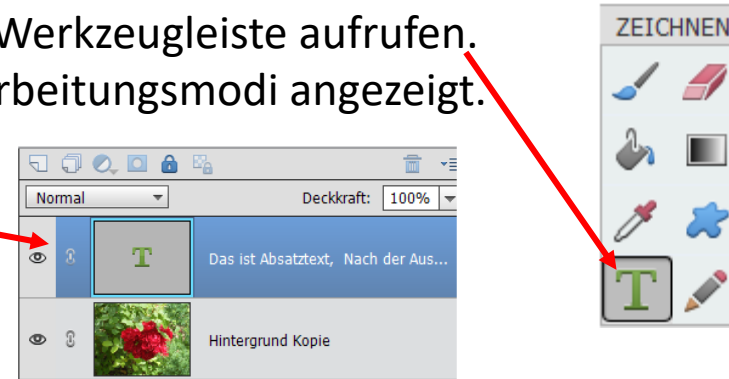 Werkzeugleiste aufrufen.
rbeitungsmodi angezeigt.
ZEICHNEN
Normal
Deckkraft: 100%
T
Das ist Absatztext, Nach der Aus...
Hintergrund Kopie
T